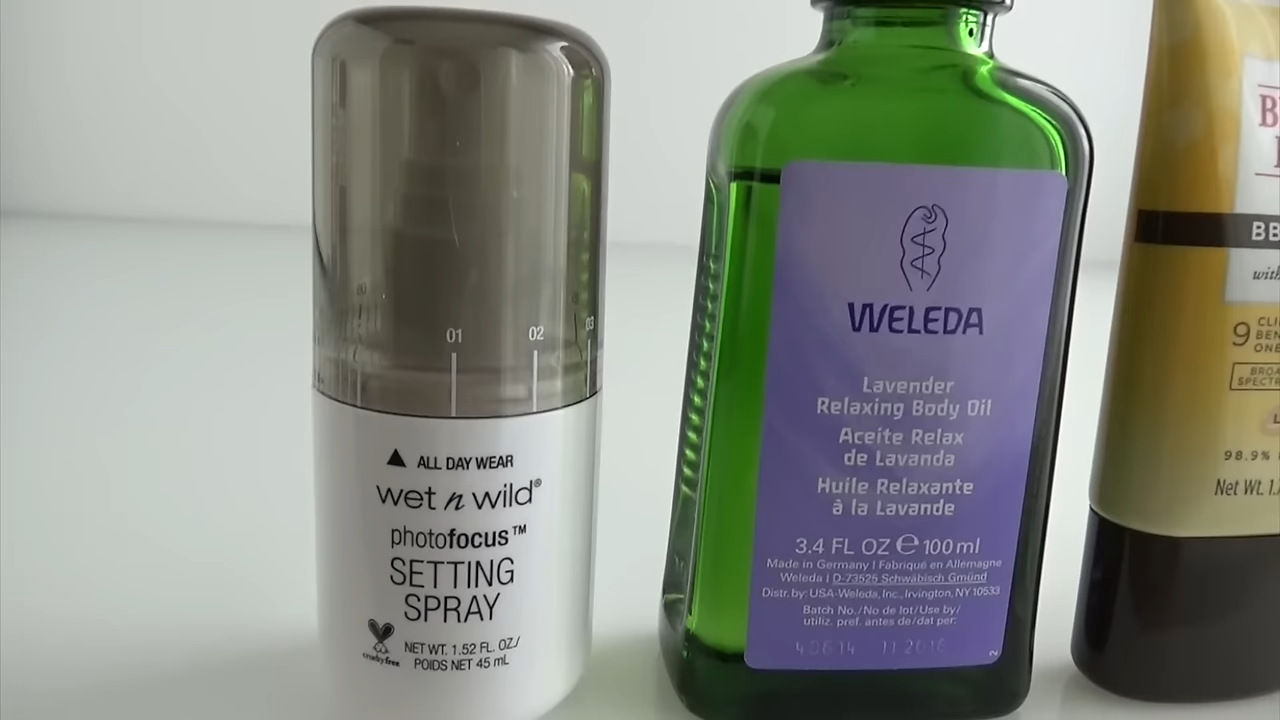 01 02 03
ALL DAY WEAR
wet n wild®
photofocus™
SETTING
SPRAY
crueltyfree
NET WT. 1.52 FL. OZ./
POIDS NET 45 mL
WELEDA
Lavender
Relaxing Body Oil
Aceite Relax
de Lavanda
Huile Relaxante
à la Lavande
3.4 FL OZ ℮ 100 ml
Made in Germany | Fabriqué en Allemagne
Weleda | D-73525 Schwäbisch Gmünd
Distr. by: USA-Weleda, Inc., Irvington, NY 10533
Batch No./No de lot/Use by/
utiliz. pref. antes de/dat per:
BB
with
9
ONE
98.9%
Net Wt.